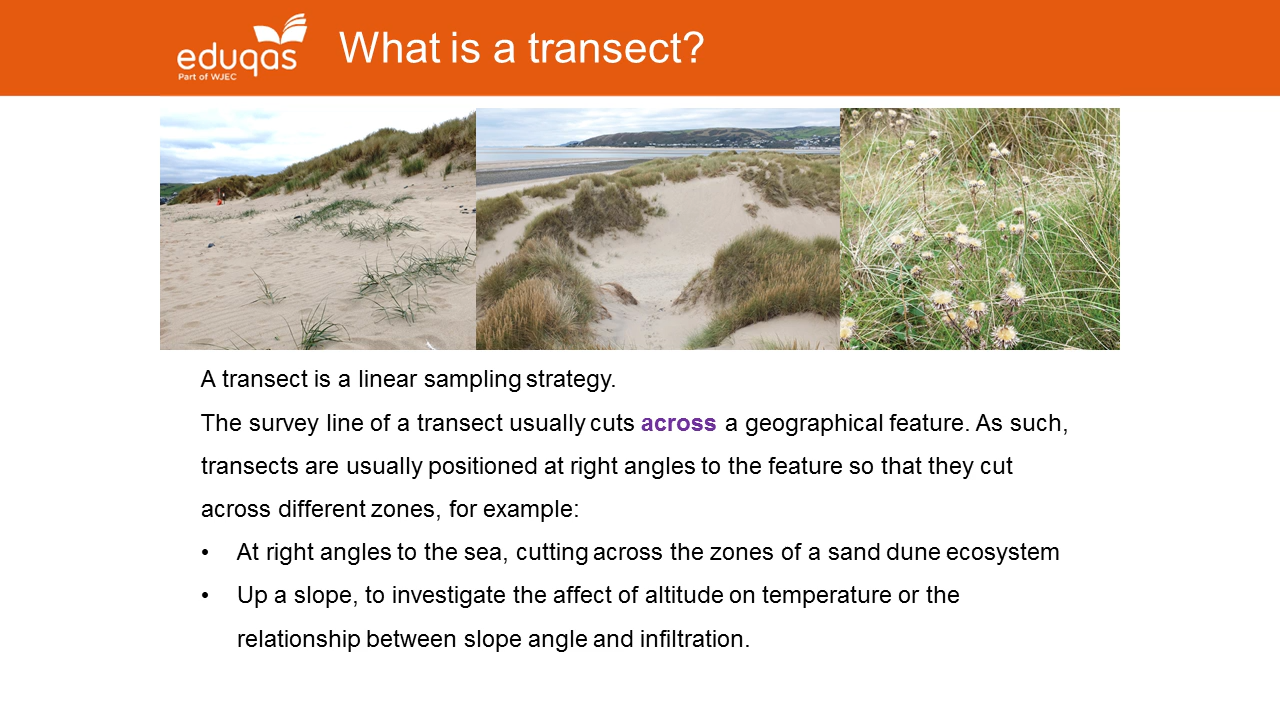 eduqas
Part of WJEC
What is a transect?
A transect is a linear sampling strategy.
The survey line of a transect usually cuts across a geographical feature. As such,
transects are usually positioned at right angles to the feature so that they cut
across different zones, for example:
• At right angles to the sea, cutting across the zones of a sand dune ecosystem
• Up a slope, to investigate the affect of altitude on temperature or the
relationship between slope angle and infiltration.